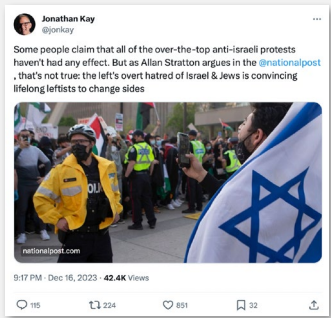 Jonathan Kay
@jonkay
Some people claim that all of the over-the-top anti-israeli protests
haven't had any effect. But as Allan Stratton argues in the @nationalpost
, that's not true: the left's overt hatred of Israel & Jews is convincing
lifelong leftists to change sides
POLI
nationalpost.com
9:17 PM · Dec 16, 2023 · 42.4K Views
115 224 851 32